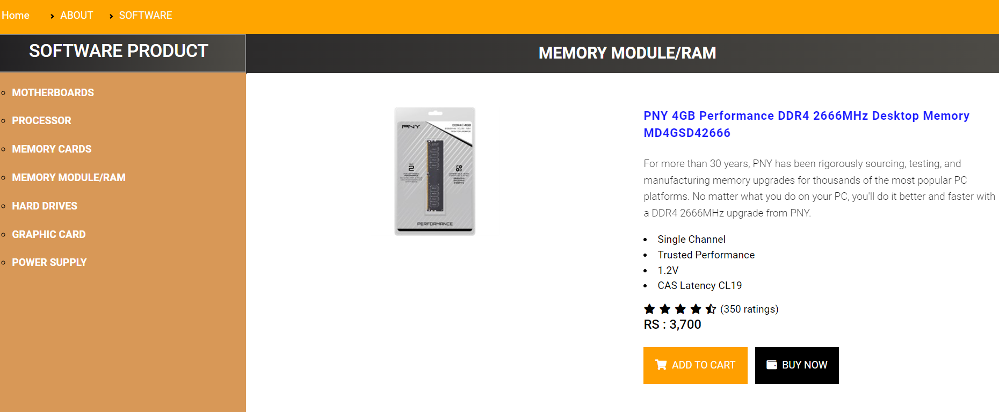 Home
ABOUT
SOFTWARE
SOFTWARE PRODUCT
MEMORY MODULE/RAM
MOTHERBOARDS
PROCESSOR
MEMORY CARDS
MEMORY MODULE/RAM
HARD DRIVES
GRAPHIC CARD
POWER SUPPLY
PNY
DDR4 | 4GB
2
PERFORMANCE
PNY 4GB Performance DDR4 2666MHz Desktop Memory
MD4GSD42666
For more than 30 years, PNY has been rigorously sourcing, testing, and
manufacturing memory upgrades for thousands of the most popular PC
platforms. No matter what you do on your PC, you'll do it better and faster with
a DDR4 2666MHz upgrade from PNY.
Single Channel
Trusted Performance
1.2V
CAS Latency CL19
(350 ratings)
RS : 3,700
ADD TO CART
BUY NOW